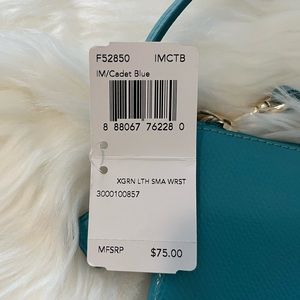 F52850 IMCTB
IM/Cadet Blue
8 88067 76228 0
XGRN LTH SMA WRST
3000100857
MFSRP $75.00